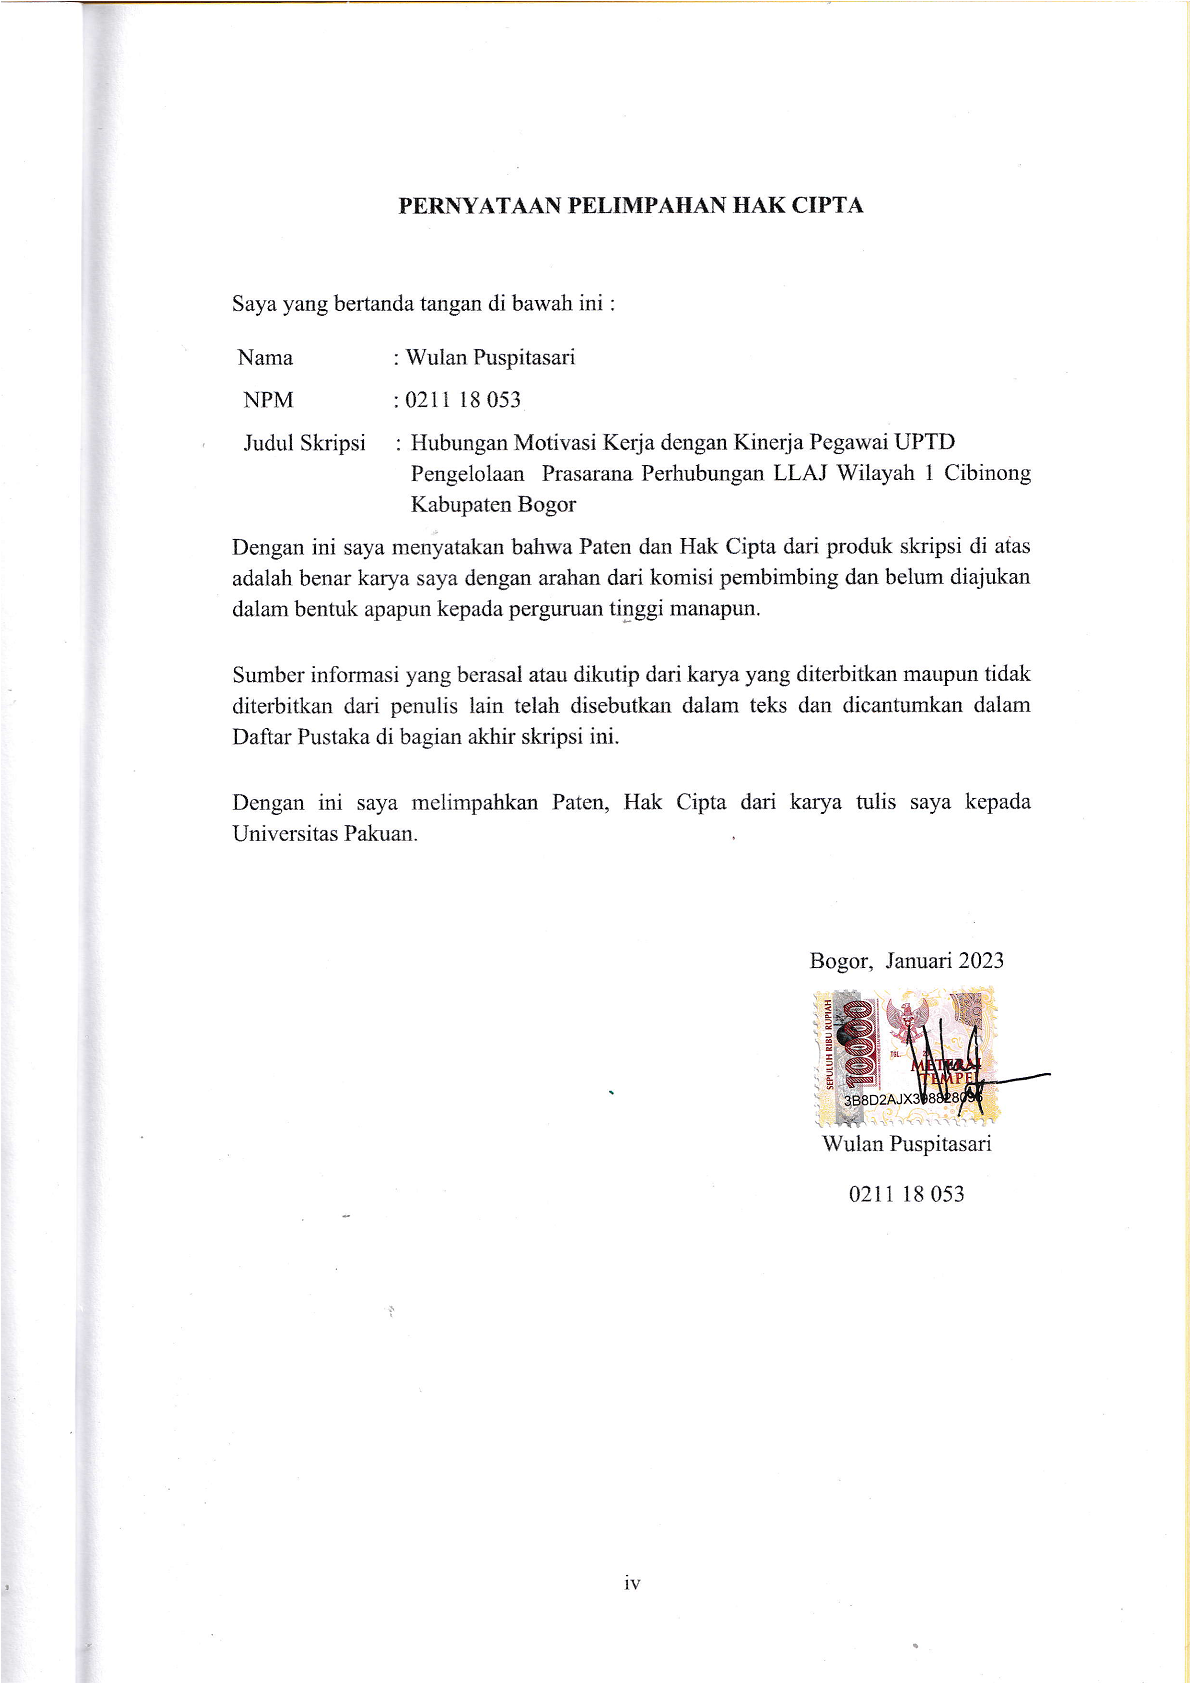 PERNYATAAN PELIMPAHAN HAK CIPTA
Saya yang bertanda tangan di bawah ini :
Nama : Wulan Puspitasari
NPM : 0211 18 053
Judul Skripsi : Hubungan Motivasi Kerja dengan Kinerja Pegawai UPTD
Pengelolaan Prasarana Perhubungan LLAJ Wilayah 1 Cibinong
Kabupaten Bogor
Dengan ini saya menyatakan bahwa Paten dan Hak Cipta dari produk skripsi di atas
adalah benar karya saya dengan arahan dari komisi pembimbing dan belum diajukan
dalam bentuk apapun kepada perguruan tinggi manapun.
Sumber informasi yang berasal atau dikutip dari karya yang diterbitkan maupun tidak
diterbitkan dari penulis lain telah disebutkan dalam teks dan dicantumkan dalam
Daftar Pustaka di bagian akhir skripsi ini.
Dengan ini saya melimpahkan Paten, Hak Cipta dari karya tulis saya kepada
Universitas Pakuan.
Bogor, Januari 2023
SEPULUH RIBU RUPIAH
10000
TGL.
METERAI
TEMPEL
Wulan Puspitasari
0211 18 053
iv